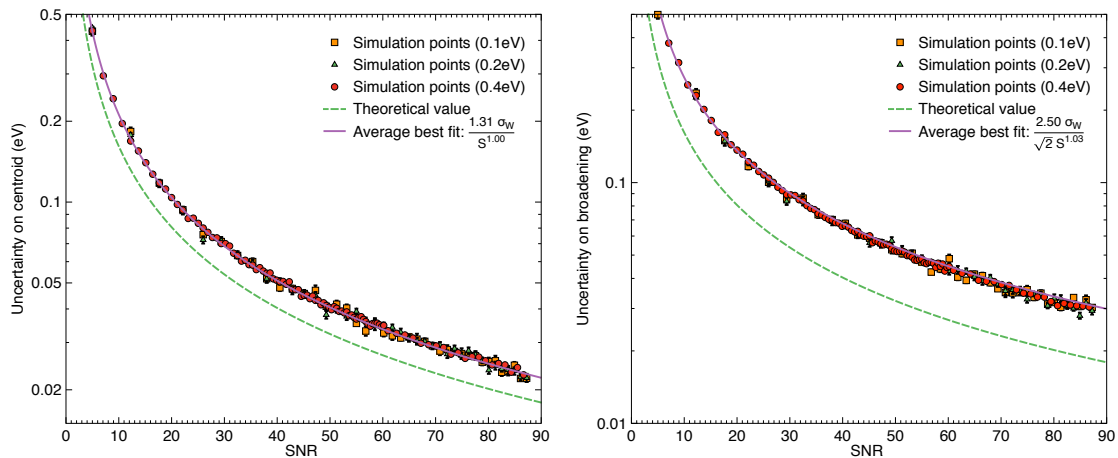 0.5
0.2
0.1
0.05
0.02
Uncertainty on centroid (eV)
Simulation points (0.1eV)
Simulation points (0.2eV)
Simulation points (0.4eV)
Theoretical value
Average best fit: 1.31 σ_W / S^1.00
0 10 20 30 40 50 60 70 80 90
SNR
0.1
0.01
Uncertainty on broadening (eV)
Simulation points (0.1eV)
Simulation points (0.2eV)
Simulation points (0.4eV)
Theoretical value
Average best fit: 2.50 σ_W / √2 S^1.03
0 10 20 30 40 50 60 70 80 90
SNR